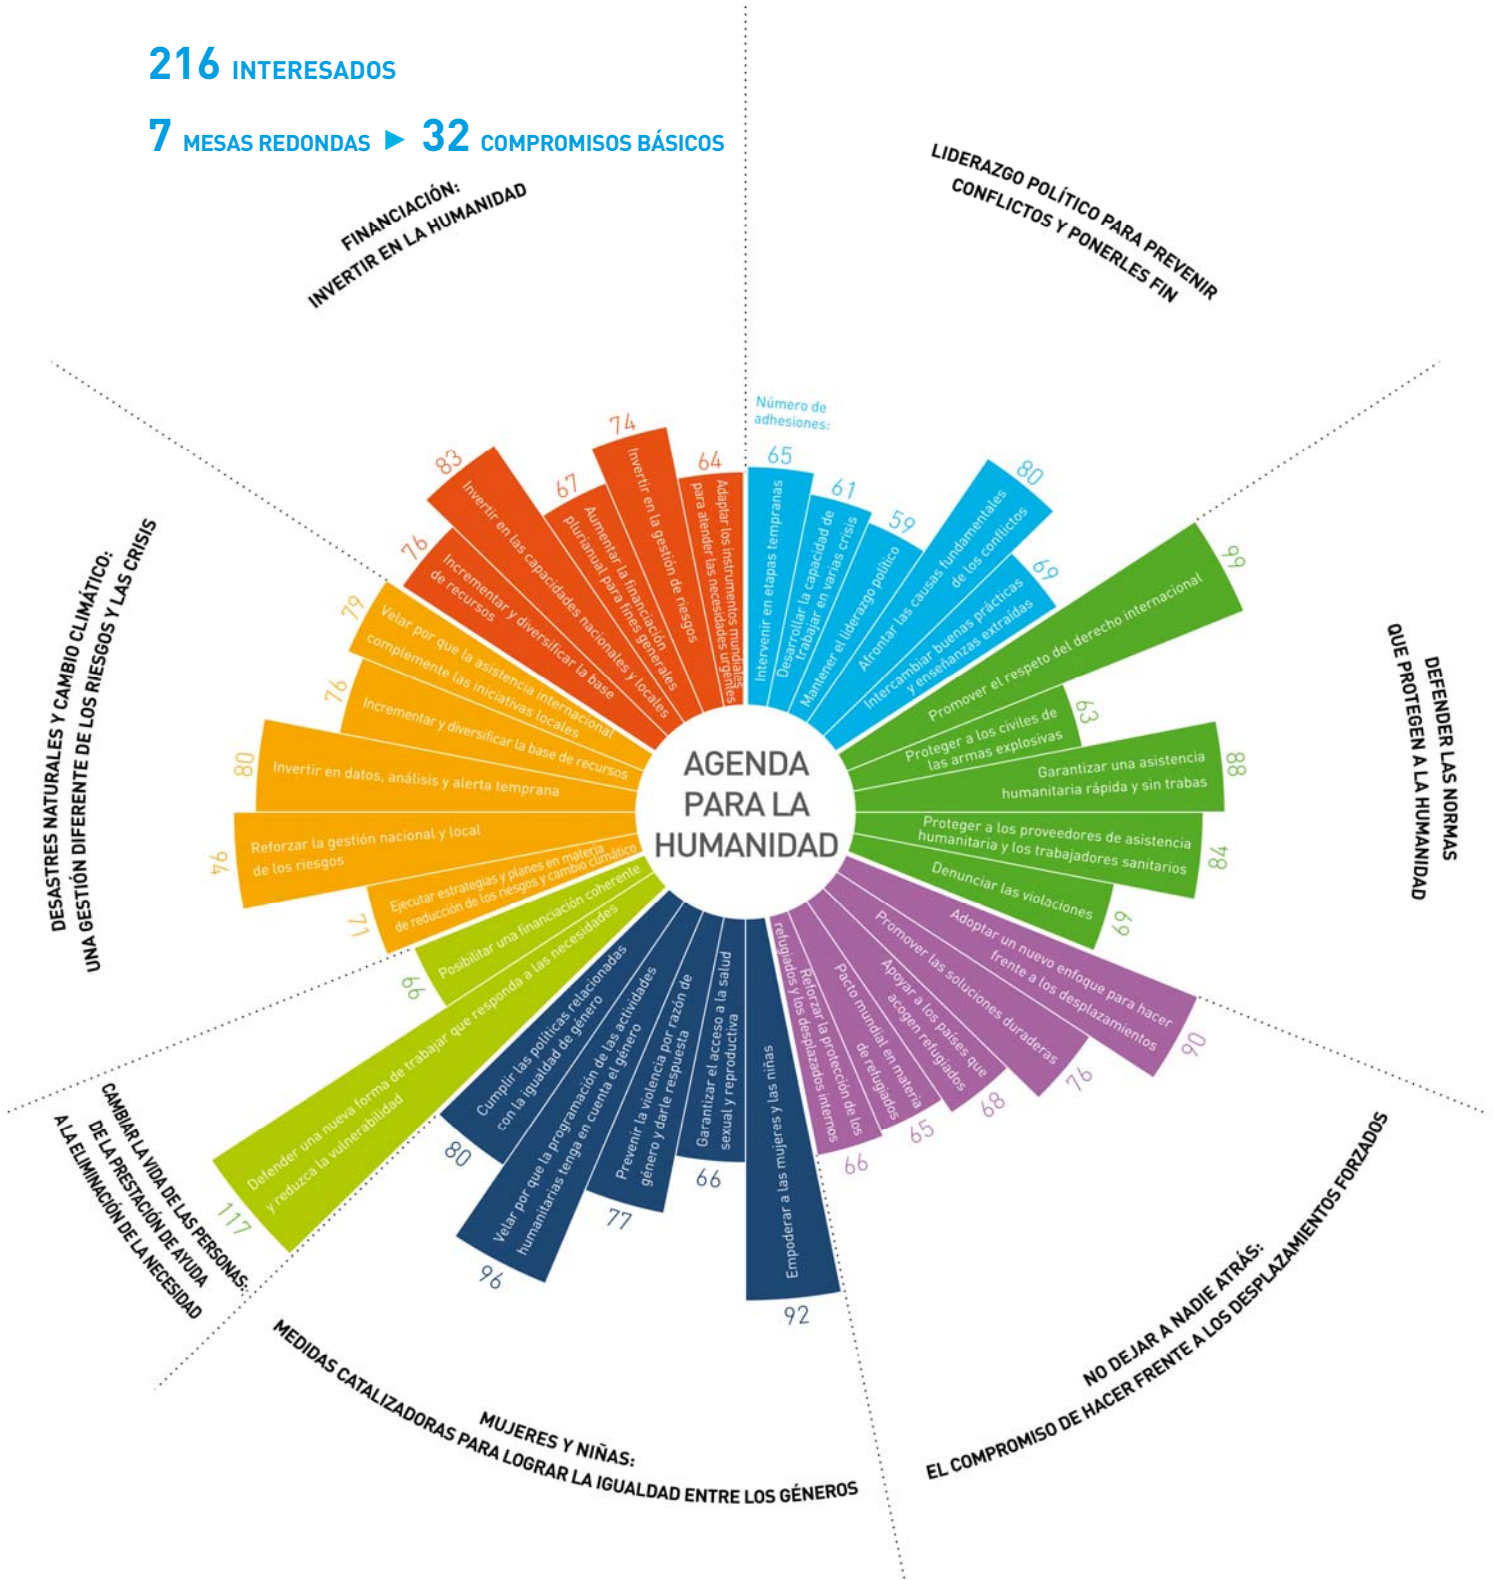 216 INTERESADOS
7 MESAS REDONDAS ▶ 32 COMPROMISOS BÁSICOS
FINANCIACIÓN:
INVERTIR EN LA HUMANIDAD
LIDERAZGO POLÍTICO PARA PREVENIR
CONFLICTOS Y PONERLES FIN
DEFENDER LAS NORMAS
QUE PROTEGEN A LA HUMANIDAD
NO DEJAR A NADIE ATRÁS:
EL COMPROMISO DE HACER FRENTE A LOS DESPLAZAMIENTOS FORZADOS
MUJERES Y NIÑAS:
MEDIDAS CATALIZADORAS PARA LOGRAR LA IGUALDAD ENTRE LOS GÉNEROS
CAMBIAR LA VIDA DE LAS PERSONAS:
DE LA PRESTACIÓN DE AYUDA
A LA ELIMINACIÓN DE LA NECESIDAD
DESASTRES NATURALES Y CAMBIO CLIMÁTICO:
UNA GESTIÓN DIFERENTE DE LOS RIESGOS Y LAS CRISIS
AGENDA
PARA LA
HUMANIDAD
Número de
adhesiones:
65
Intervenir en etapas tempranas
61
Desarrollar la capacidad de
trabajar en varias crisis
59
Mantener el liderazgo político
80
Afrontar las causas fundamentales
de los conflictos
69
Intercambiar buenas prácticas
y enseñanzas extraídas
99
Promover el respeto del derecho internacional
63
Proteger a los civiles de
las armas explosivas
88
Garantizar una asistencia
humanitaria rápida y sin trabas
84
Proteger a los proveedores de asistencia
humanitaria y los trabajadores sanitarios
69
Denunciar las violaciones
90
Adoptar un nuevo enfoque para hacer
frente a los desplazamientos
76
Promover las soluciones duraderas
68
Apoyar a los países que
acogen refugiados
65
Pacto mundial en materia
de refugiados
66
Reforzar la protección de los
refugiados y los desplazados internos
92
Empoderar a las mujeres y las niñas
66
Garantizar el acceso a la salud
sexual y reproductiva
77
Prevenir la violencia por razón de
género y darle respuesta
96
Velar por que la programación de las actividades
humanitarias tenga en cuenta el género
80
Cumplir las políticas relacionadas
con la igualdad de género
117
Defender una nueva forma de trabajar que responda a las necesidades
y reduzca la vulnerabilidad
66
Posibilitar una financiación coherente
71
Ejecutar estrategias y planes en materia
de reducción de los riesgos y cambio climático
94
Reforzar la gestión nacional y local
de los riesgos
80
Invertir en datos, análisis y alerta temprana
76
Incrementar y diversificar la base de recursos
79
Velar por que la asistencia internacional
complemente las iniciativas locales
76
Incrementar y diversificar la base
de recursos
83
Invertir en las capacidades nacionales y locales
67
Aumentar la financiación
plurianual para fines generales
74
Invertir en la gestión de riesgos
64
Adaptar los instrumentos mundiales
para atender las necesidades urgentes